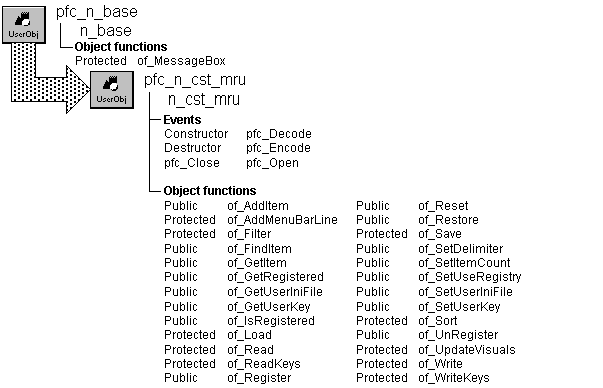 pfc_n_base
UserObj
n_base
Object functions
Protected of_MessageBox
pfc_n_cst_mru
UserObj
n_cst_mru
Events
Constructor pfc_Decode
Destructor pfc_Encode
pfc_Close pfc_Open
Object functions
Public of_AddItem Public of_Reset
Protected of_AddMenuBarLine Public of_Restore
Protected of_Filter Protected of_Save
Public of_FindItem Public of_SetDelimiter
Public of_GetItem Public of_SetItemCount
Public of_GetRegistered Public of_SetUseRegistry
Public of_GetUserIniFile Public of_SetUserIniFile
Public of_GetUserKey Public of_SetUserKey
Public of_IsRegistered Protected of_Sort
Protected of_Load Public of_UnRegister
Protected of_Read Protected of_UpdateVisuals
Protected of_ReadKeys Protected of_Write
Public of_Register Protected of_WriteKeys